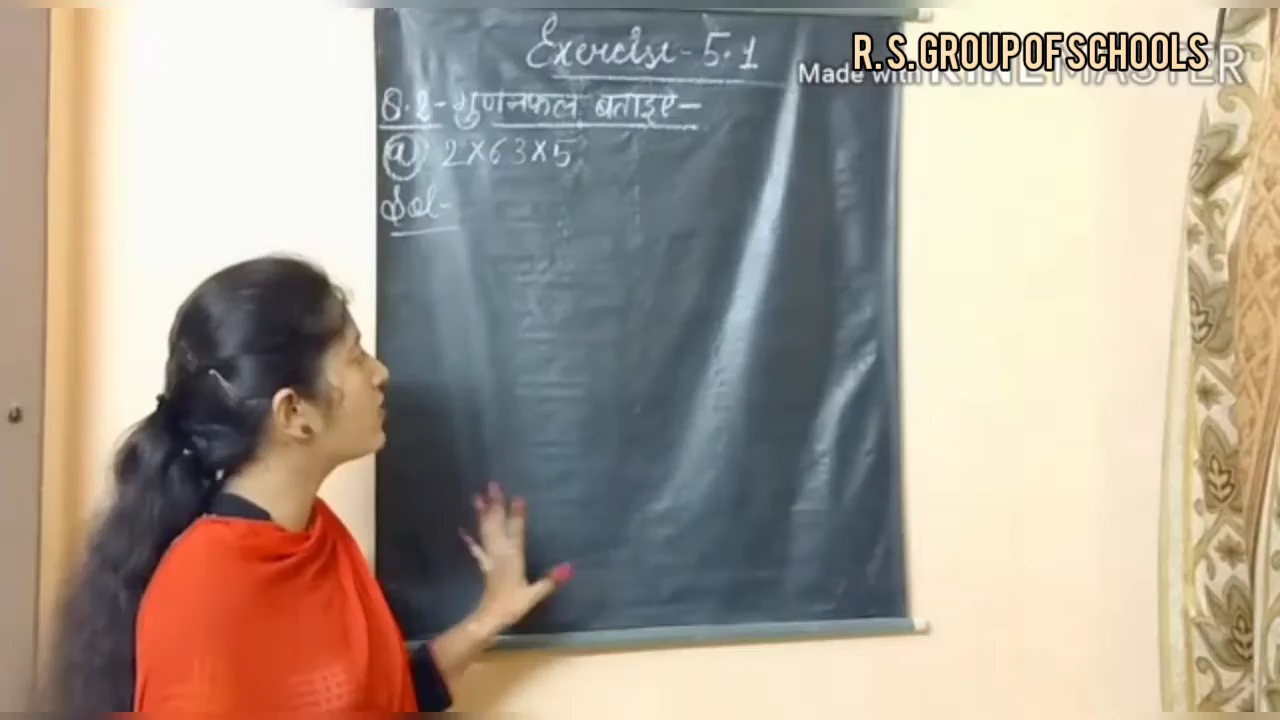 R.S.GROUP OF SCHOOLS
Made with KINEMASTER
Exercise-5.1
Q.2-गुणनफल बताइए-
(a) 2×63×5
Sol-